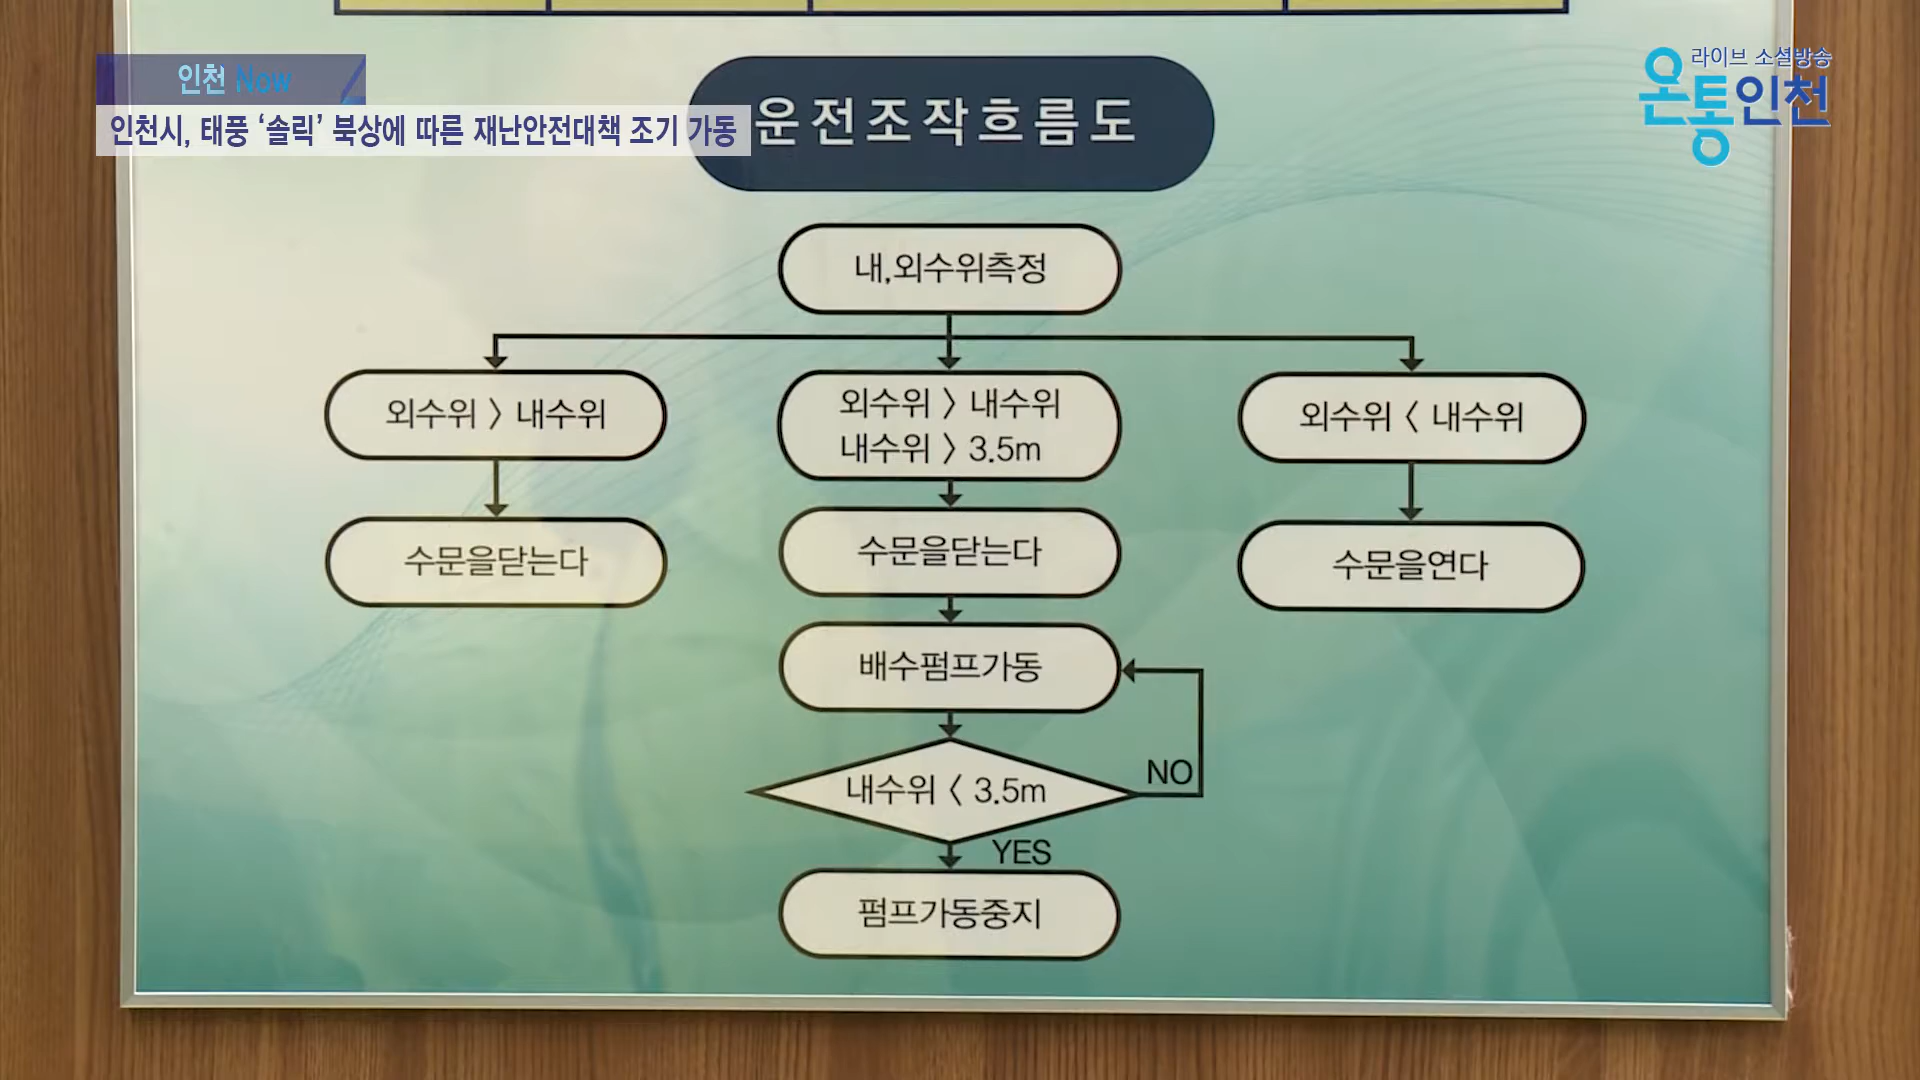 인천 Now
인천시, 태풍 ‘솔릭’ 북상에 따른 재난안전대책 조기 가동
라이브 소셜방송
온통인천
운전조작흐름도
내,외수위측정
외수위 > 내수위
외수위 > 내수위
내수위 > 3.5m
외수위 < 내수위
수문을닫는다
수문을닫는다
수문을연다
배수펌프가동
내수위 < 3.5m
NO
YES
펌프가동중지